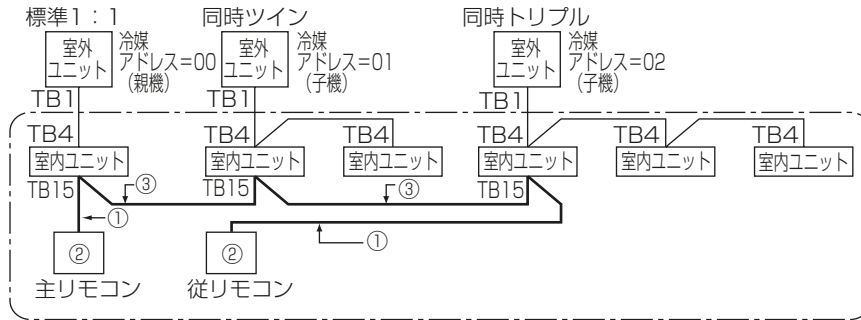 標準1：1
同時ツイン
同時トリプル
室外
ユニット
冷媒
アドレス=00
(親機)
室外
ユニット
冷媒
アドレス=01
(子機)
室外
ユニット
冷媒
アドレス=02
(子機)
TB1
TB1
TB1
TB4
TB4
TB4
TB4
TB4
TB4
室内ユニット
室内ユニット
室内ユニット
室内ユニット
室内ユニット
室内ユニット
TB15
③
TB15
③
TB15
①
①
②
②
主リモコン
従リモコン